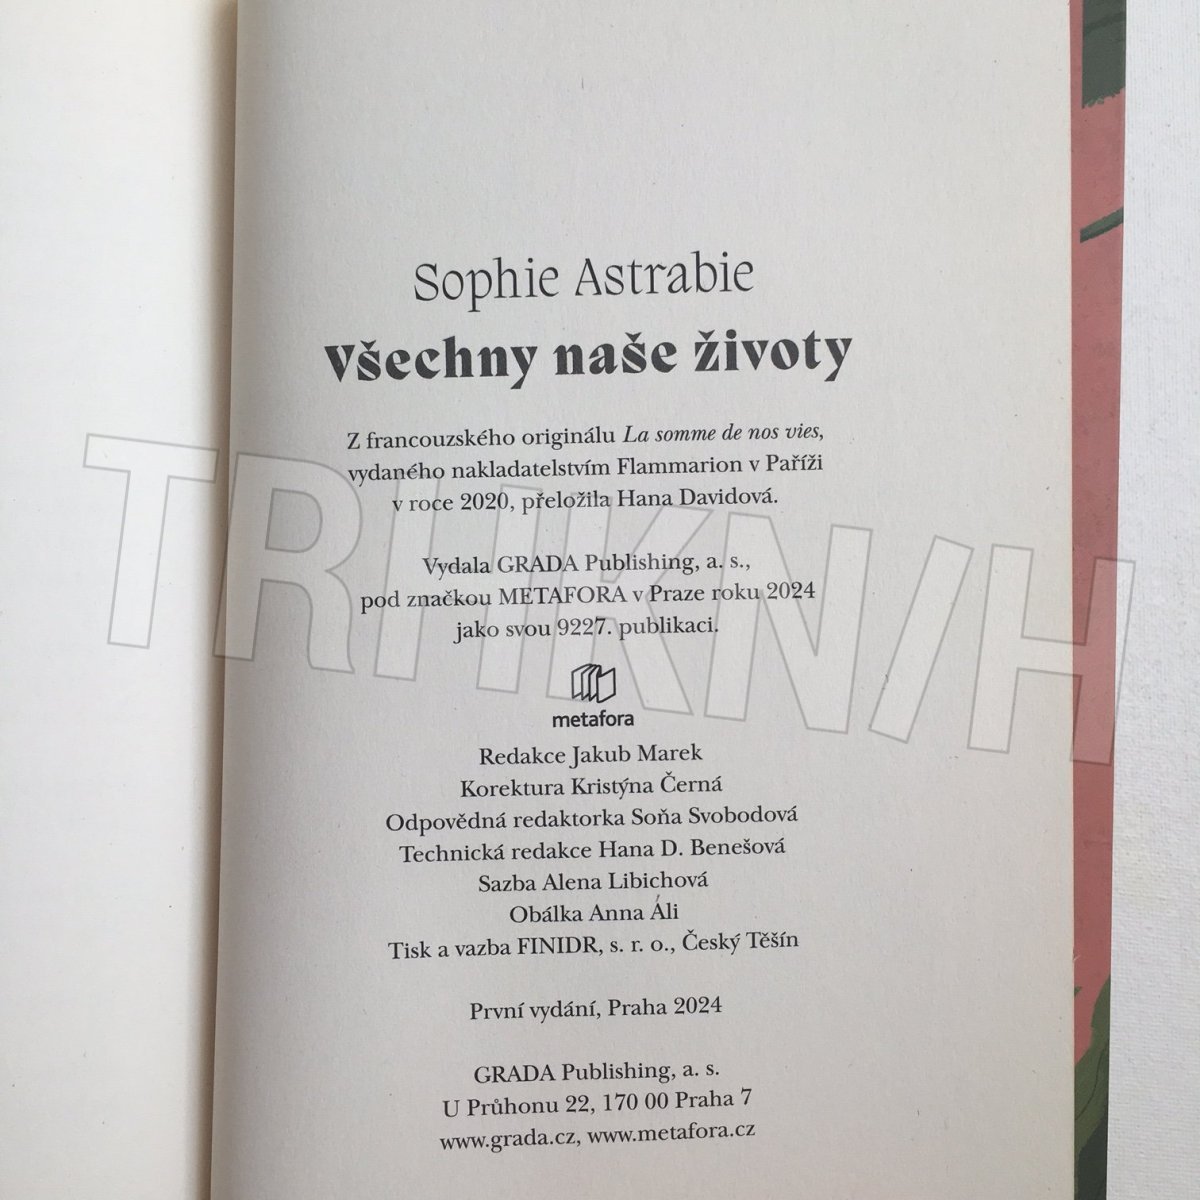 Sophie Astrabie
Všechny naše životy
Z francouzského originálu La somme de nos vies,
vydaného nakladatelstvím Flammarion v Paříži
v roce 2020, přeložila Hana Davidová.
Vydala GRADA Publishing, a. s.,
pod značkou METAFORA v Praze roku 2024
jako svou 9227. publikaci.
metafora
Redakce Jakub Marek
Korektura Kristýna Černá
Odpovědná redaktorka Soňa Svobodová
Technická redakce Hana D. Benešová
Sazba Alena Libichová
Obálka Anna Áli
Tisk a vazba FINIDR, s. r. o., Český Těšín
První vydání, Praha 2024
GRADA Publishing, a. s.
U Průhonu 22, 170 00 Praha 7
www.grada.cz, www.metafora.cz